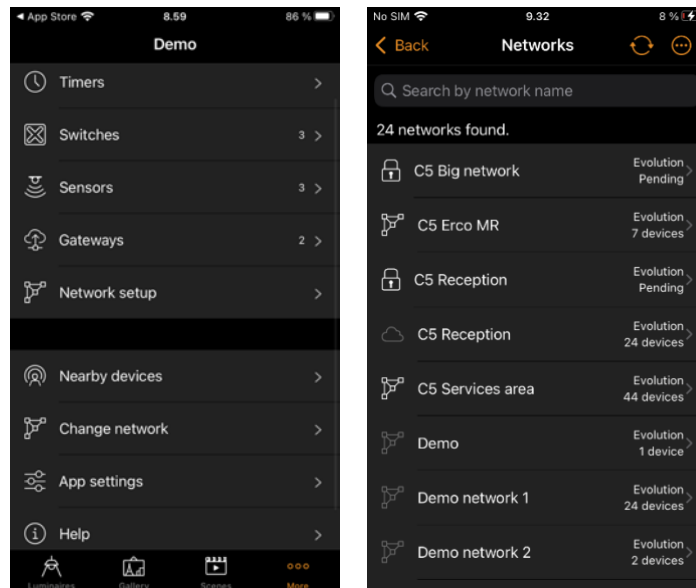 App Store
8.59
86 %
Demo
Timers
Switches
3
Sensors
3
Gateways
2
Network setup
Nearby devices
Change network
App settings
Help
Luminaires
Gallery
Scenes
More
No SIM
9.32
8 %
Back
Networks
Search by network name
24 networks found.
C5 Big network
Evolution
Pending
C5 Erco MR
Evolution
7 devices
C5 Reception
Evolution
Pending
C5 Reception
Evolution
24 devices
C5 Services area
Evolution
44 devices
Demo
Evolution
1 device
Demo network 1
Evolution
24 devices
Demo network 2
Evolution
2 devices